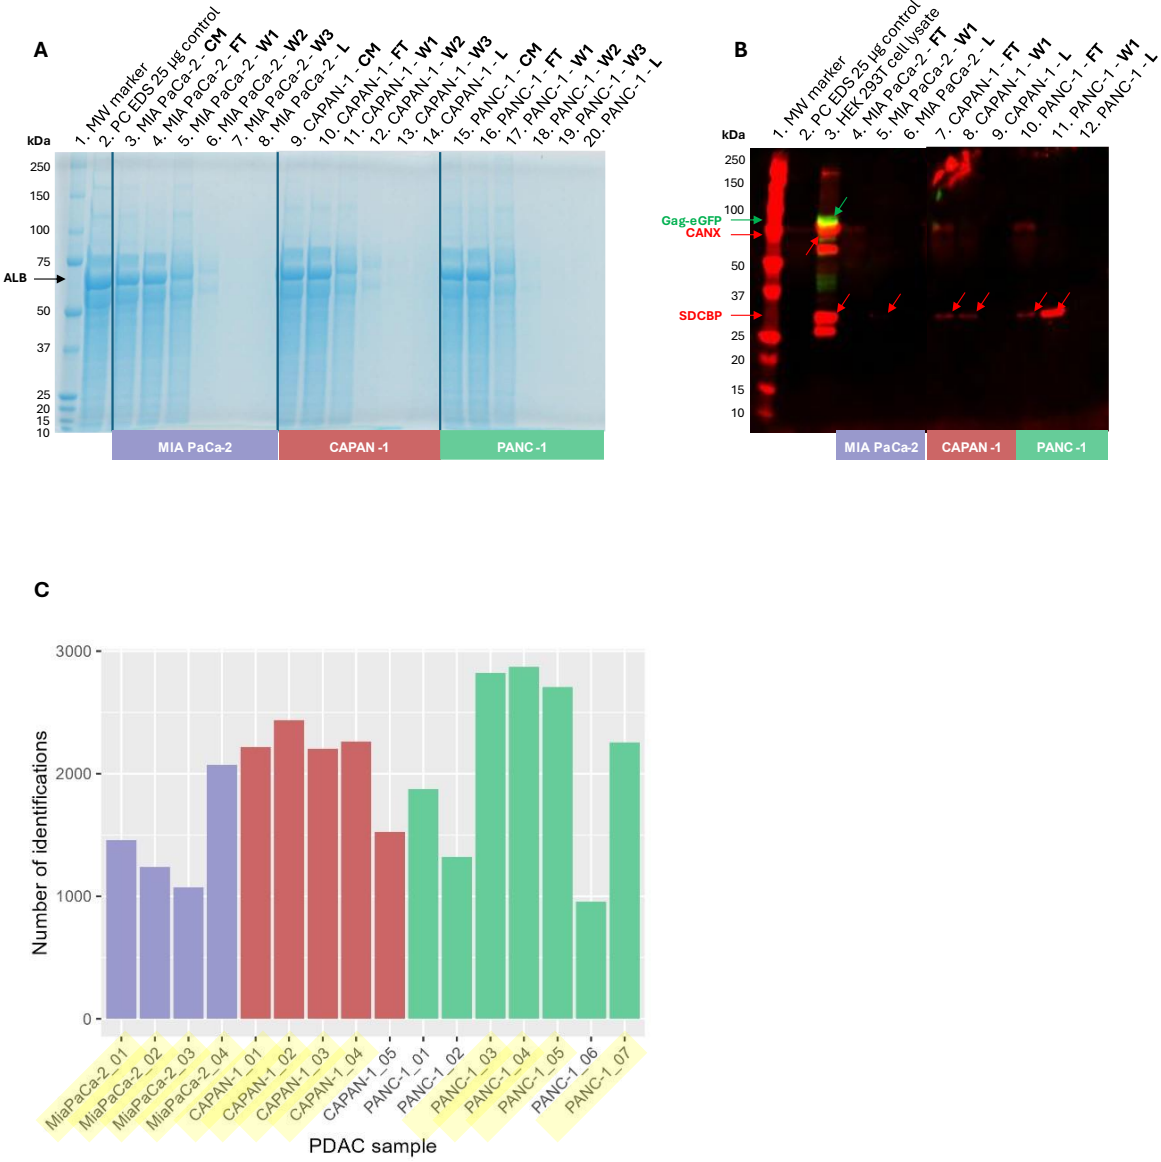 A
1. MW marker
2. PC EDS 25 µg control
3. MIA PaCa-2 - CM
4. MIA PaCa-2 - FT
5. MIA PaCa-2 - W1
6. MIA PaCa-2 - W2
7. MIA PaCa-2 - W3
8. MIA PaCa-2 - L
9. CAPAN-1 - CM
10. CAPAN-1 - FT
11. CAPAN-1 - W1
12. CAPAN-1 - W2
13. CAPAN-1 - W3
14. CAPAN-1 - L
15. PANC-1 - CM
16. PANC-1 - FT
17. PANC-1 - W1
18. PANC-1 - W2
19. PANC-1 - W3
20. PANC-1 - L
kDa
250
150
100
75
ALB
50
37
25
20
15
10
MIA PaCa-2
CAPAN -1
PANC -1
B
1. MW marker
2. PC EDS 25 µg control
3. HEK 293T cell lysate
4. MIA PaCa-2 - FT
5. MIA PaCa-2 - W1
6. MIA PaCa-2 - L
7. CAPAN-1 - FT
8. CAPAN-1 - W1
9. CAPAN-1 - L
10. PANC-1 - FT
11. PANC-1 - W1
12. PANC-1 - L
kDa
250
150
100
Gag-eGFP
CANX
50
37
SDCBP
25
20
15
10
MIA PaCa-2
CAPAN -1
PANC -1
C
Number of identifications
3000
2000
1000
0
MiaPaCa-2_01
MiaPaCa-2_02
MiaPaCa-2_03
MiaPaCa-2_04
CAPAN-1_01
CAPAN-1_02
CAPAN-1_03
CAPAN-1_04
CAPAN-1_05
PANC-1_01
PANC-1_02
PANC-1_03
PANC-1_04
PANC-1_05
PANC-1_06
PANC-1_07
PDAC sample